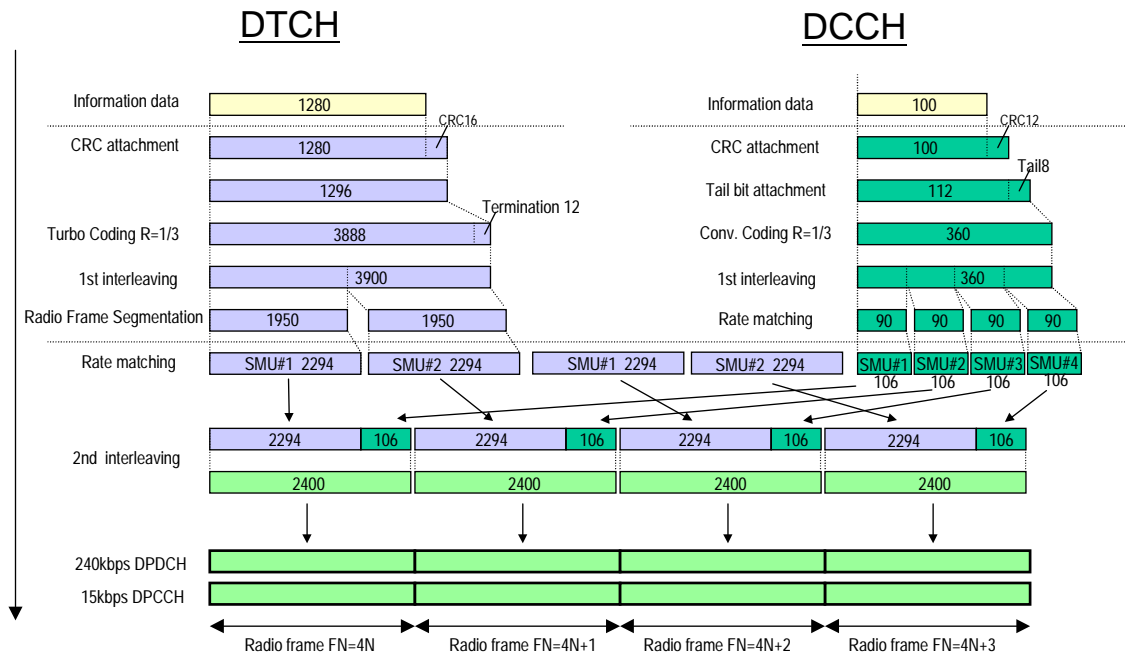 DTCH DCCH
Information data 1280 Information data 100
CRC16 CRC12
CRC attachment 1280 CRC attachment 100
1296 Tail bit attachment 112 Tail8
Termination 12
Turbo Coding R=1/3 3888 Conv. Coding R=1/3 360
1st interleaving 3900 1st interleaving 360
Radio Frame Segmentation 1950 1950 Rate matching 90 90 90 90
Rate matching SMU#1 2294 SMU#2 2294 SMU#1 2294 SMU#2 2294 SMU#1 SMU#2 SMU#3 SMU#4
106 106 106 106
2294 106 2294 106 2294 106 2294 106
2nd interleaving
2400 2400 2400 2400
240kbps DPDCH
15kbps DPCCH
Radio frame FN=4N Radio frame FN=4N+1 Radio frame FN=4N+2 Radio frame FN=4N+3